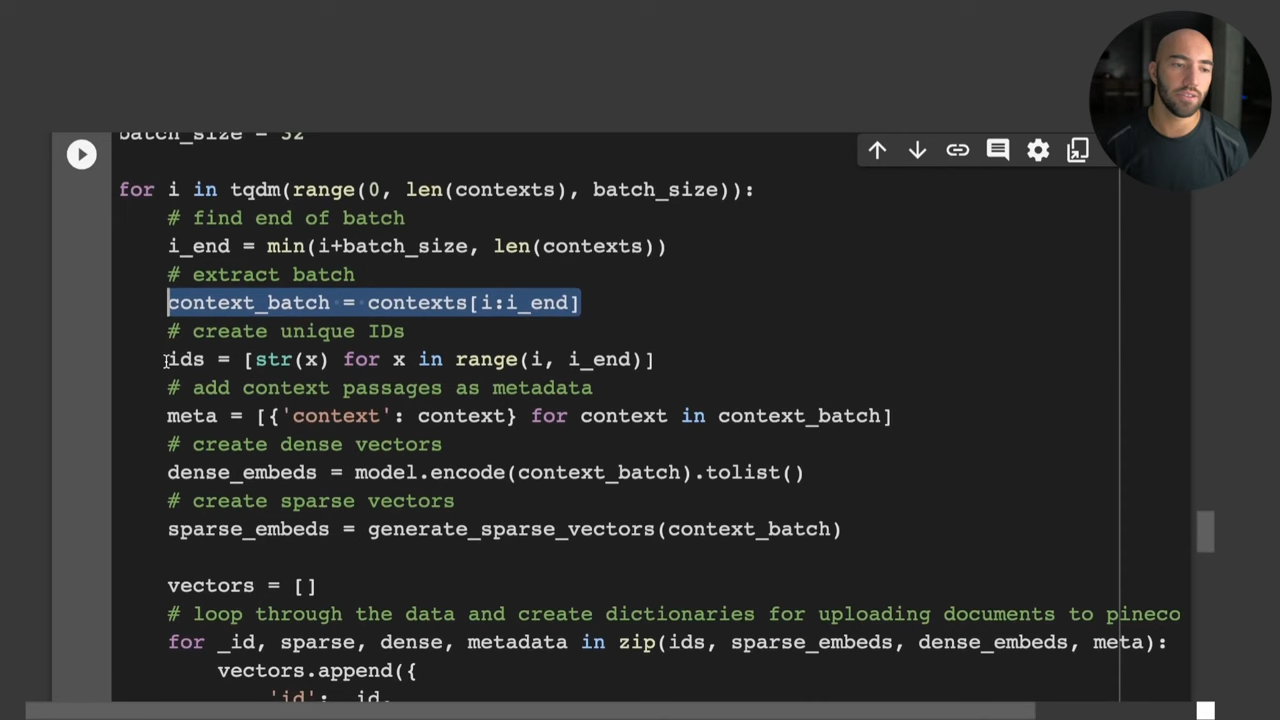 batch_size = 32
for i in tqdm(range(0, len(contexts), batch_size)):
    # find end of batch
    i_end = min(i+batch_size, len(contexts))
    # extract batch
    context_batch = contexts[i:i_end]
    # create unique IDs
    ids = [str(x) for x in range(i, i_end)]
    # add context passages as metadata
    meta = [{'context': context} for context in context_batch]
    # create dense vectors
    dense_embeds = model.encode(context_batch).tolist()
    # create sparse vectors
    sparse_embeds = generate_sparse_vectors(context_batch)
    vectors = []
    # loop through the data and create dictionaries for uploading documents to pineco
    for _id, sparse, dense, metadata in zip(ids, sparse_embeds, dense_embeds, meta):
        vectors.append({
            'id': _id,